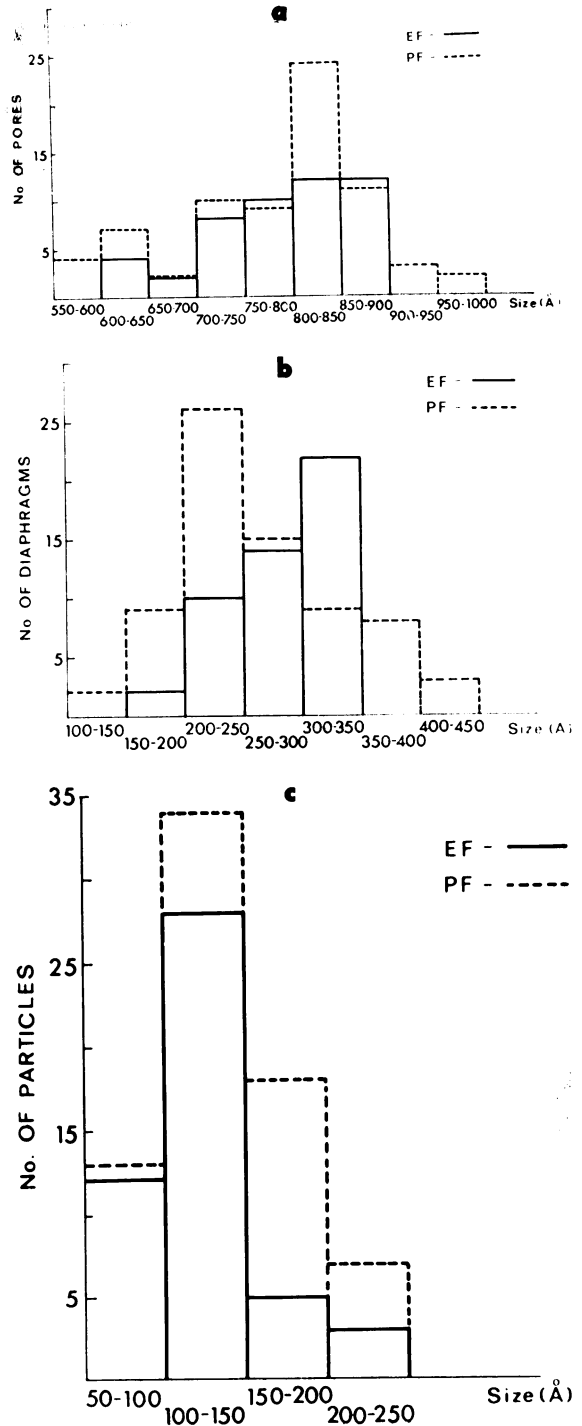 a
EF -
PF -
No OF PORES
25
15
5
550-600 650-700 750-800 850-900 950-1000 Size(Å)
600-650 700-750 800-850 900-950
b
EF -
PF -
No OF DIAPHRAGMS
25
15
5
100-150 200-250 300-350 400-450 Size(Å)
150-200 250-300 350-400
c
EF -
PF -
No. OF PARTICLES
35
25
15
5
50-100 150-200 Size(Å)
100-150 200-250